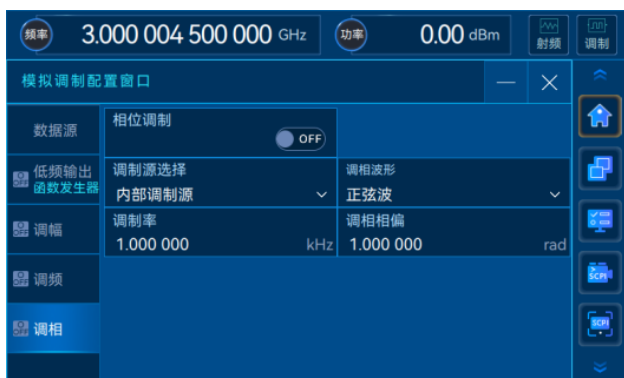 频率 3.000 004 500 000 GHz 功率 0.00 dBm 射频 调制
模拟调制配置窗口
数据源
低频输出
函数发生器
调幅
调频
调相
相位调制
OFF
调制源选择 调相波形
内部调制源 正弦波
调制率 调相相偏
1.000 000 kHz 1.000 000 rad
OFF
OFF
OFF
OFF
SCPI
SCPI